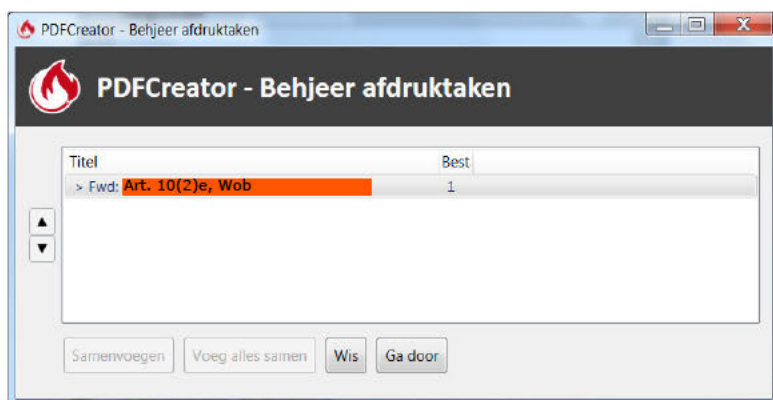 PDFCreator - Behjeer afdruktaken
X
PDFCreator - Behjeer afdruktaken
Titel Best
> Fwd: Art. 10(2)e, Wob 1
Samenvoegen Voeg alles samen Wis Ga door